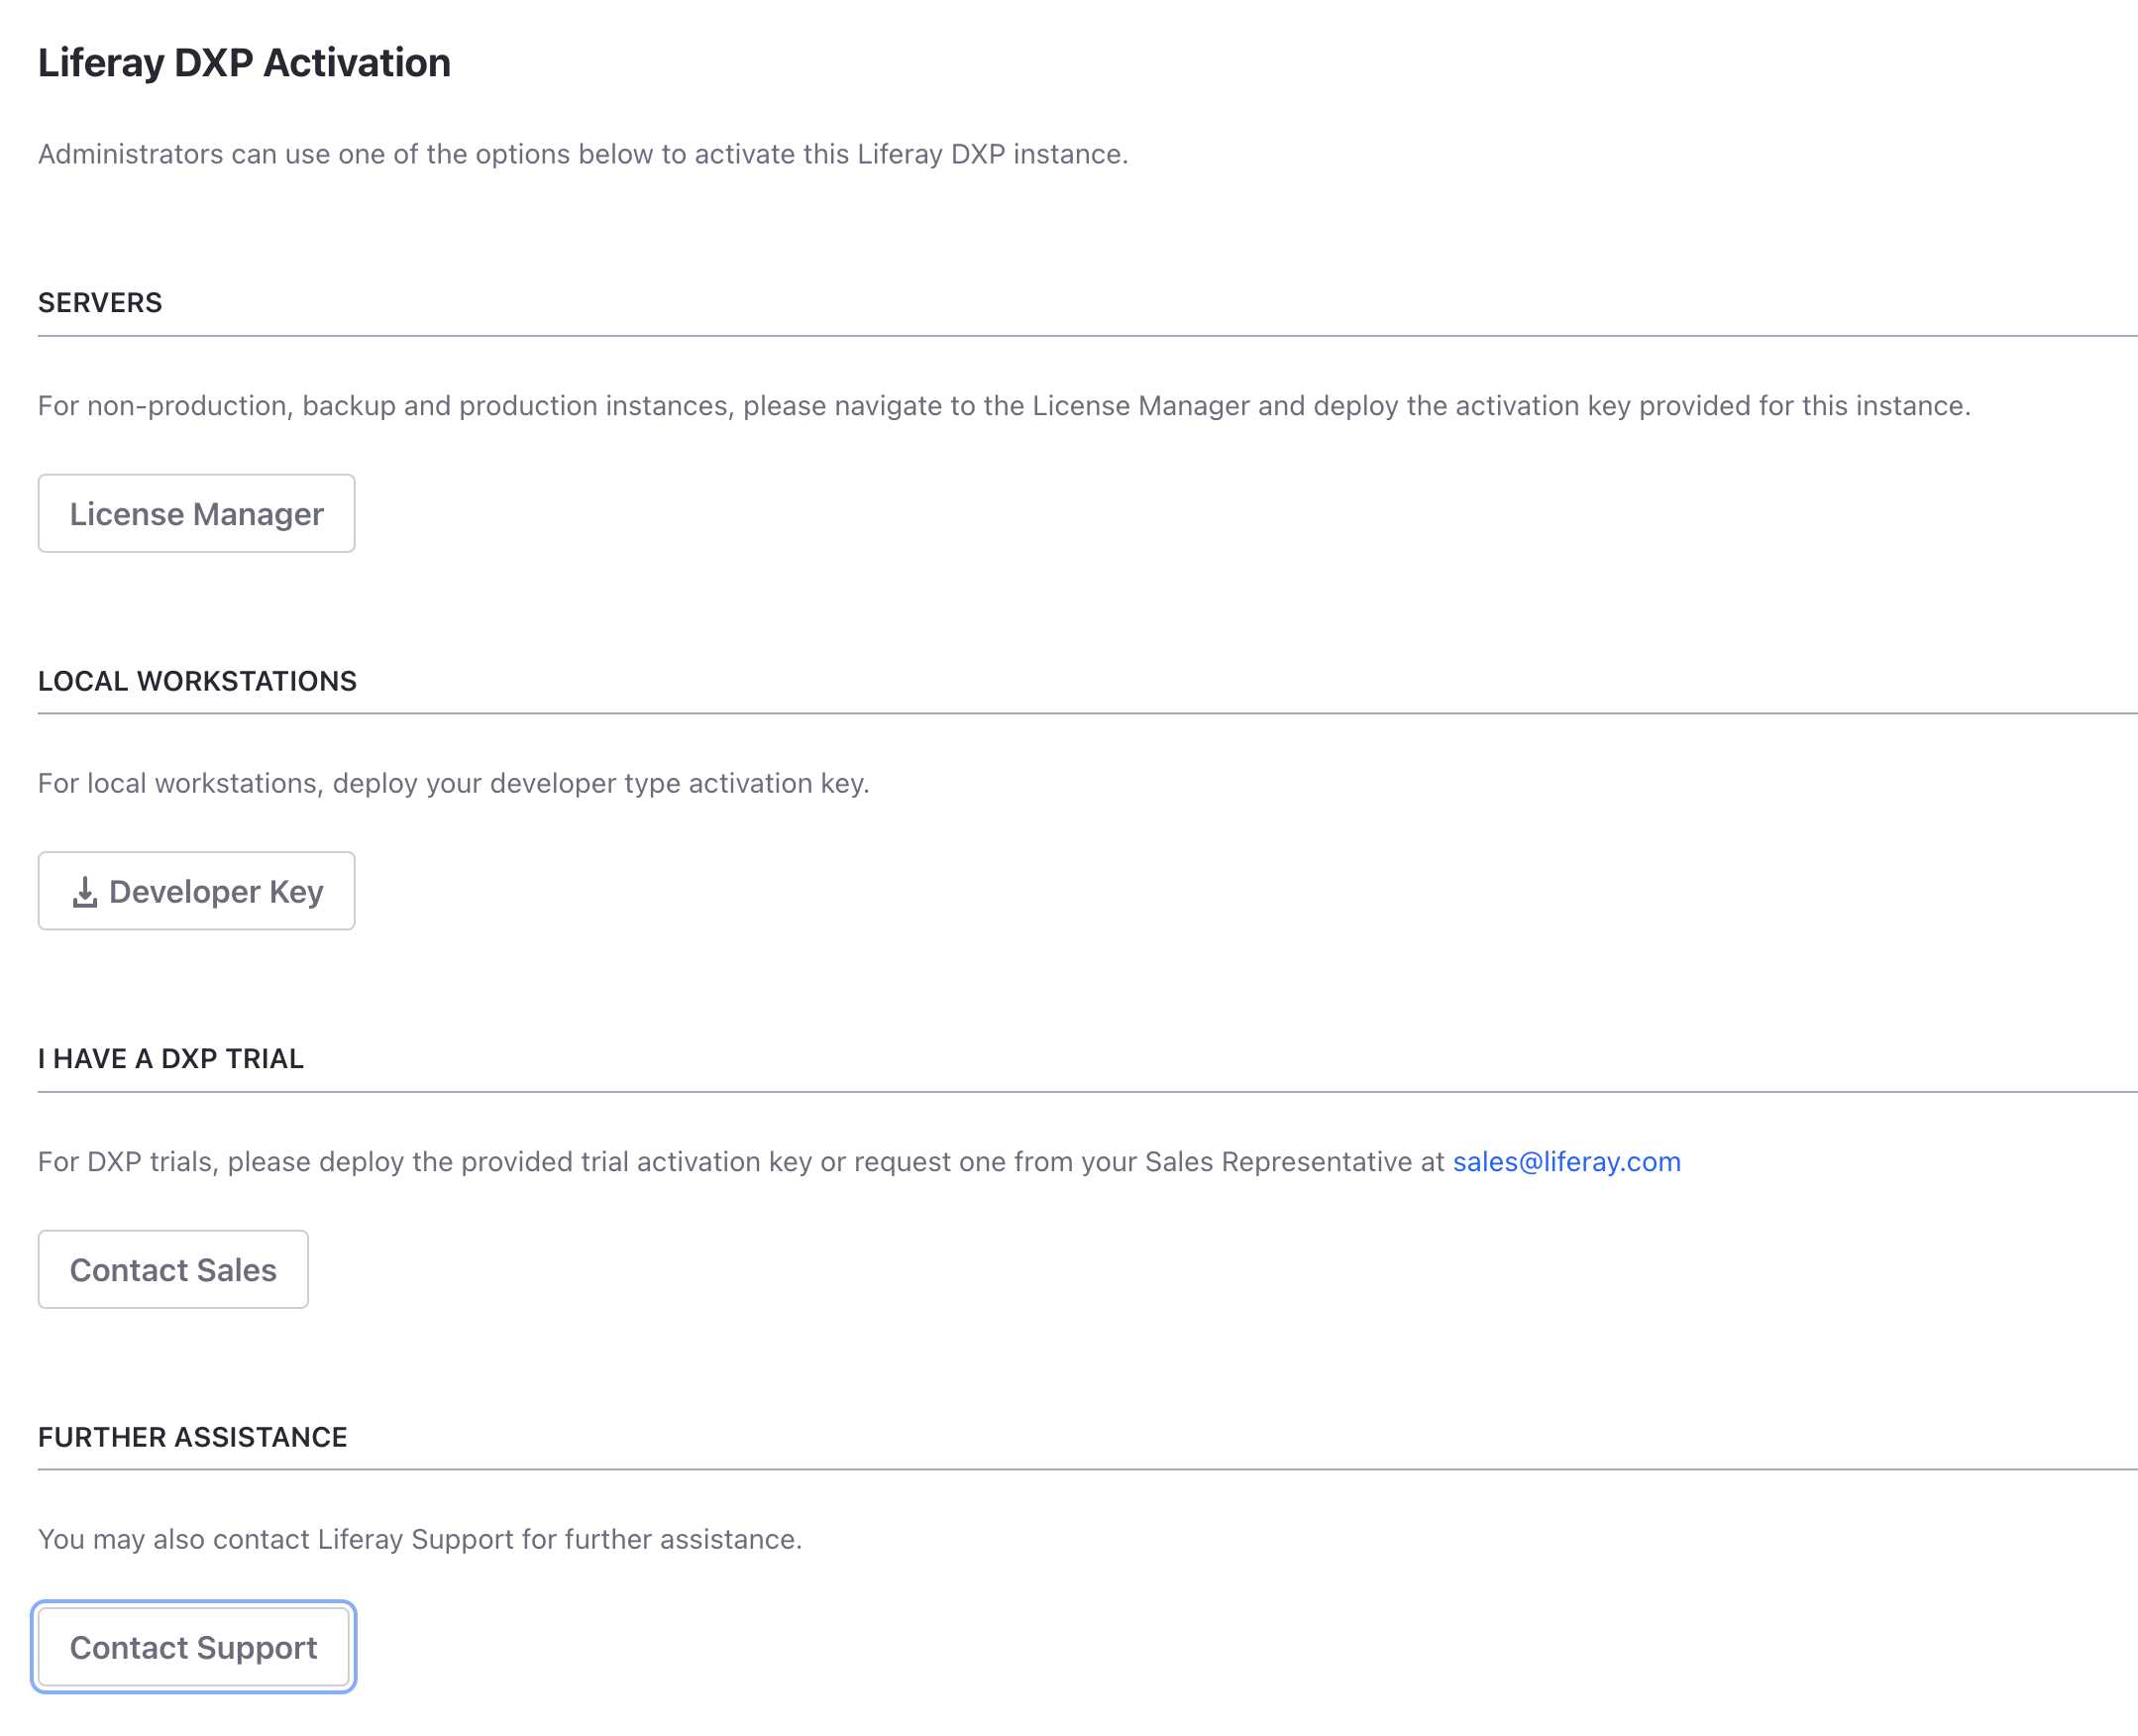 Liferay DXP Activation
Administrators can use one of the options below to activate this Liferay DXP instance.
SERVERS
For non-production, backup and production instances, please navigate to the License Manager and deploy the activation key provided for this instance.
License Manager
LOCAL WORKSTATIONS
For local workstations, deploy your developer type activation key.
Developer Key
I HAVE A DXP TRIAL
For DXP trials, please deploy the provided trial activation key or request one from your Sales Representative at sales@liferay.com
Contact Sales
FURTHER ASSISTANCE
You may also contact Liferay Support for further assistance.
Contact Support